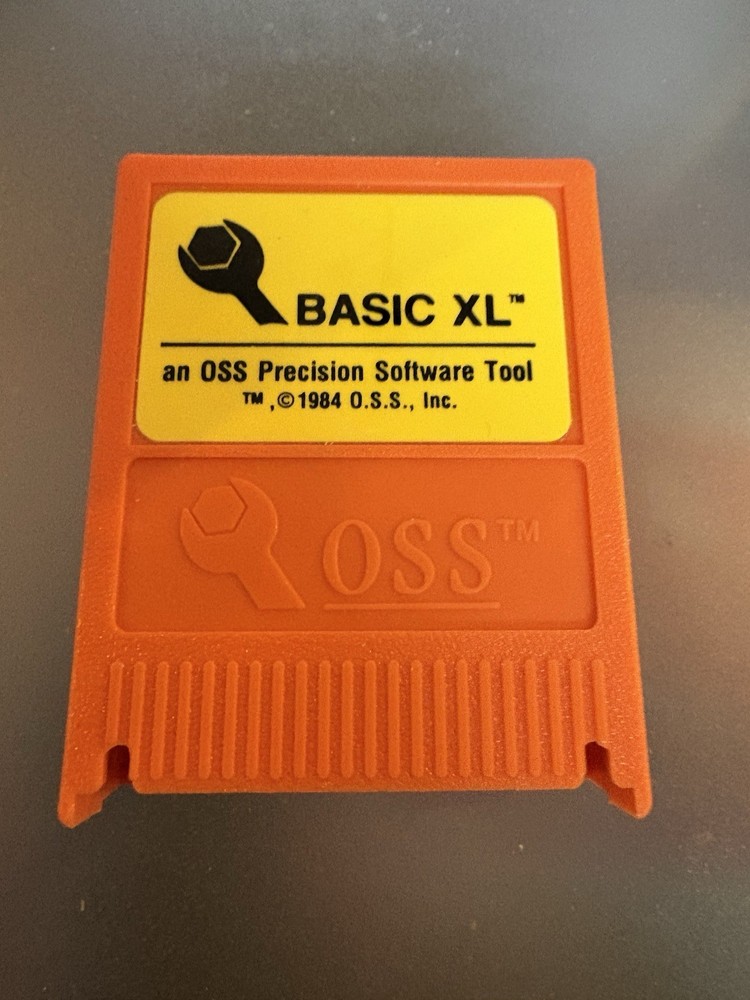 BASIC XL™
an OSS Precision Software Tool
™,©1984 O.S.S., Inc.
OSS™